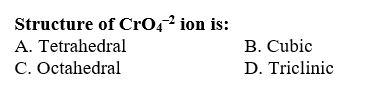 Structure of CrO₄⁻² ion is:
A. Tetrahedral B. Cubic
C. Octahedral D. Triclinic